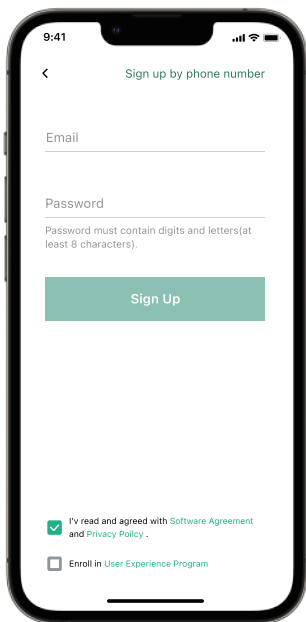 9:41
Sign up by phone number
Email
Password
Password must contain digits and letters(at
least 8 characters).
Sign Up
I'v read and agreed with Software Agreement
and Privacy Poilcy .
Enroll in User Experience Program